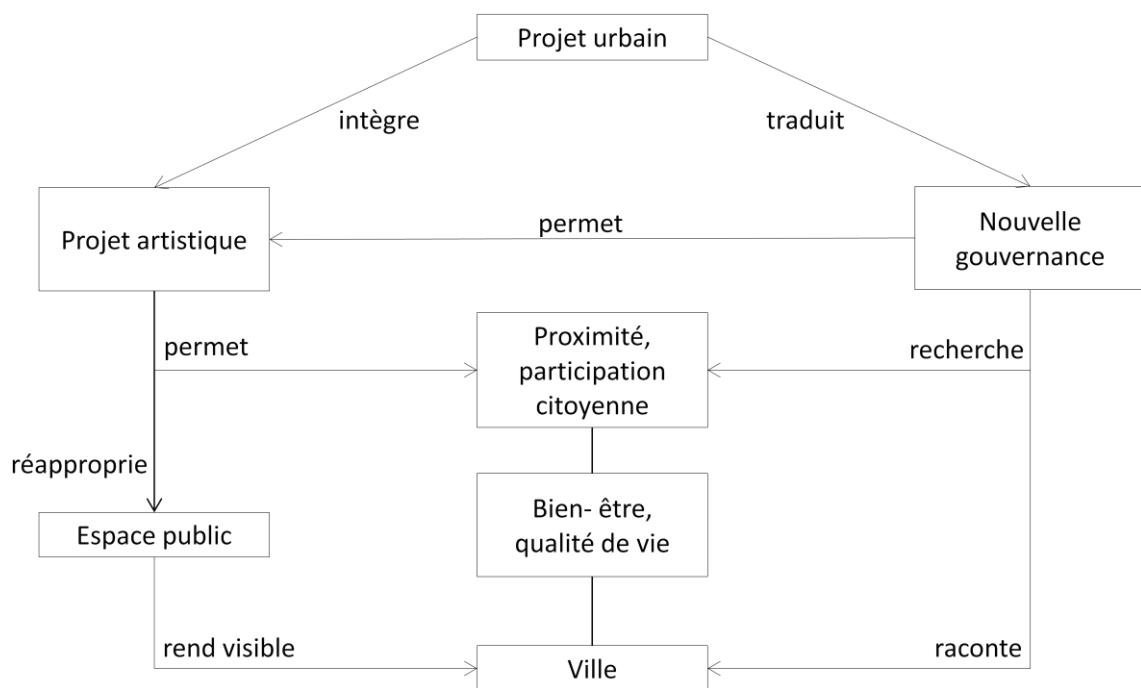 Projet urbain
intègre
traduit
Projet artistique
permet
Nouvelle
gouvernance
permet
Proximité,
participation
citoyenne
recherche
réapproprie
Espace public
Bien- être,
qualité de vie
rend visible
Ville
raconte